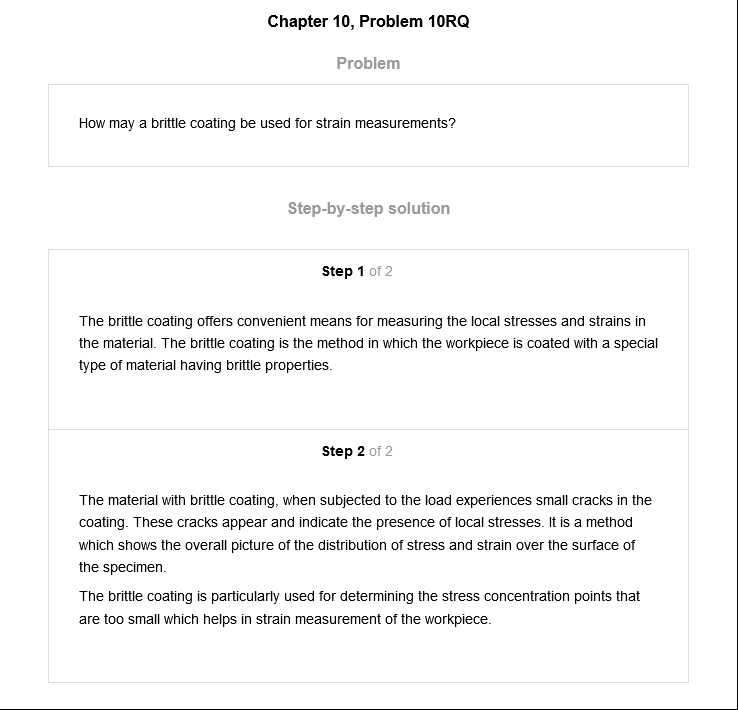 Chapter 10, Problem 10RQ
Problem
How may a brittle coating be used for strain measurements?
Step-by-step solution
Step 1 of 2
The brittle coating offers convenient means for measuring the local stresses and strains in
the material. The brittle coating is the method in which the workpiece is coated with a special
type of material having brittle properties.
Step 2 of 2
The material with brittle coating, when subjected to the load experiences small cracks in the
coating. These cracks appear and indicate the presence of local stresses. It is a method
which shows the overall picture of the distribution of stress and strain over the surface of
the specimen.
The brittle coating is particularly used for determining the stress concentration points that
are too small which helps in strain measurement of the workpiece.